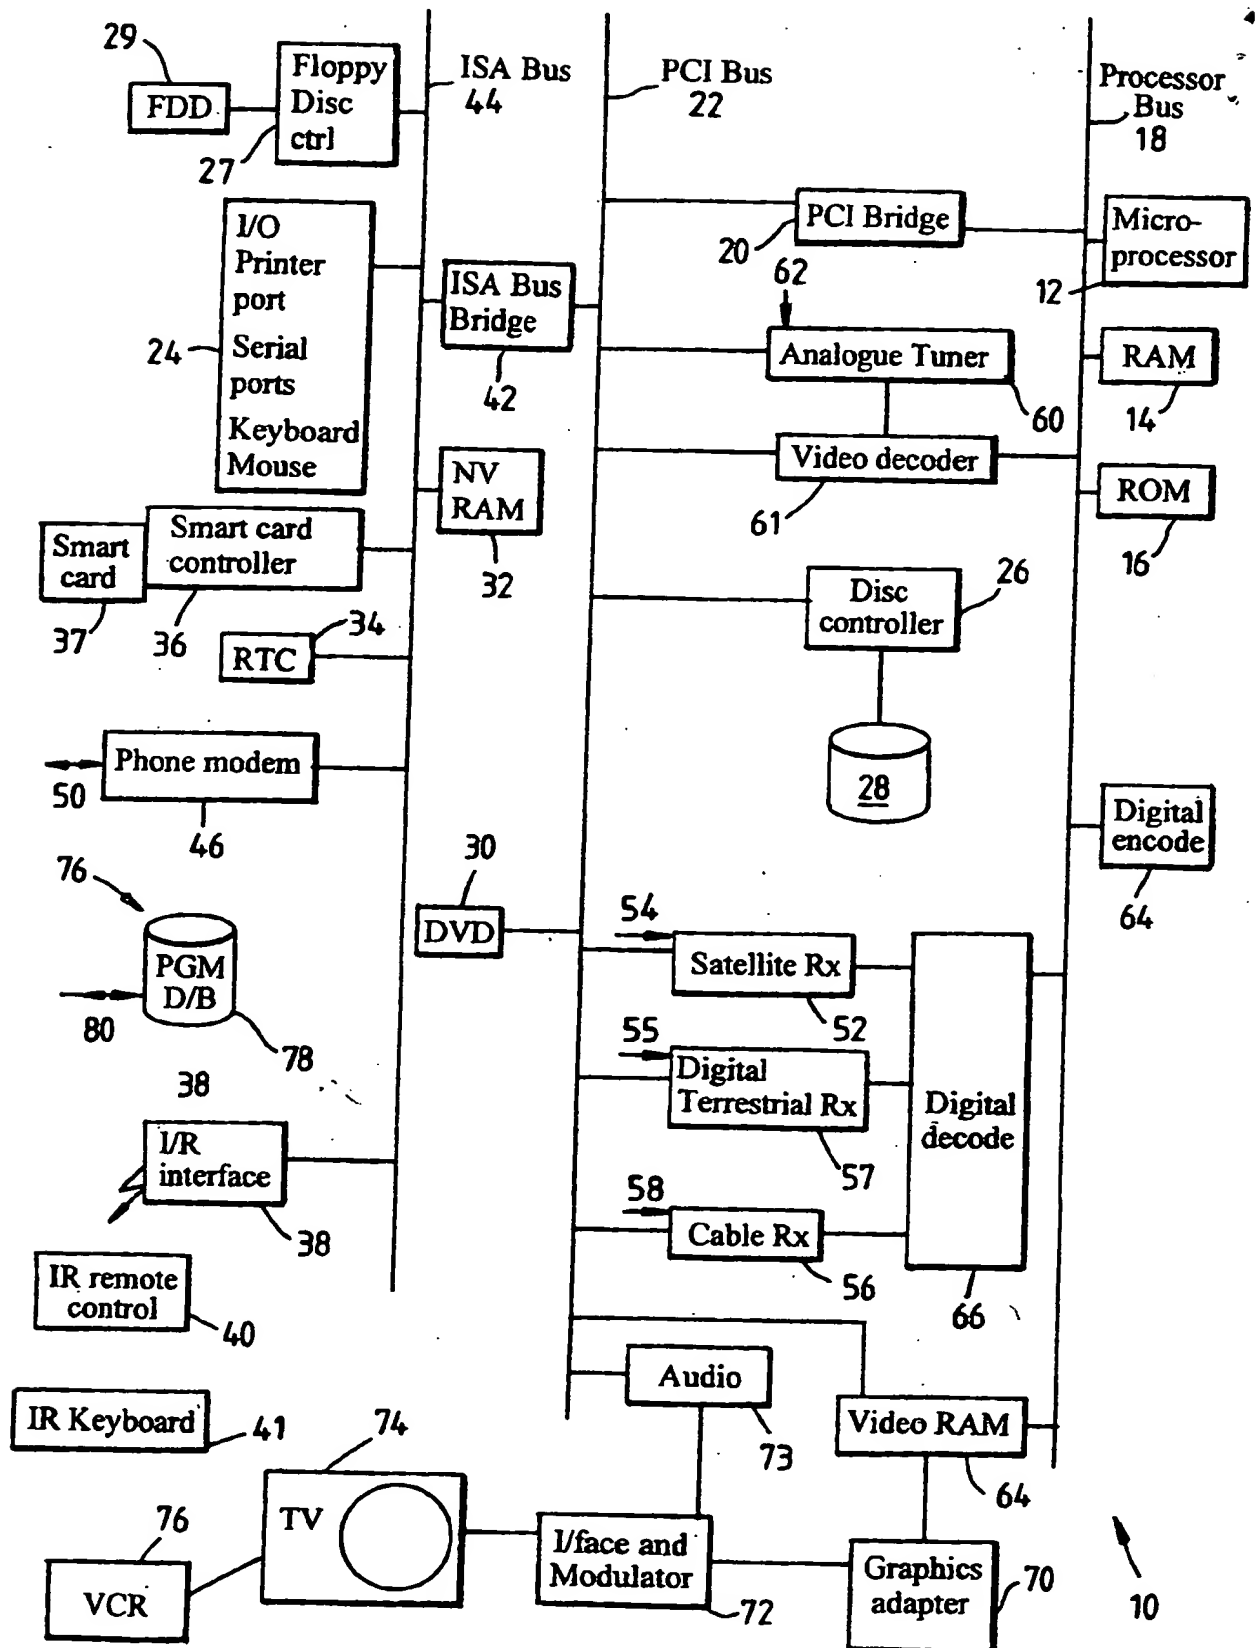 29
FDD
Floppy
Disc
ctrl
27
ISA Bus
44
PCI Bus
22
Processor
Bus
18
I/O
Printer
port
Serial
ports
Keyboard
Mouse
24
ISA Bus
Bridge
42
PCI Bridge
20
Micro-
processor
12
62
Analogue Tuner
60
RAM
14
Video decoder
61
ROM
16
NV
RAM
32
Smart
card
37
Smart card
controller
36
34
RTC
Disc
controller
26
28
Phone modem
50
46
Digital
encode
64
30
DVD
76
PGM
D/B
80
78
54
Satellite Rx
52
55
Digital
Terrestrial Rx
57
58
Cable Rx
56
Digital
decode
66
38
I/R
interface
38
IR remote
control
40
IR Keyboard
41
Audio
73
Video RAM
64
74
TV
76
VCR
I/face and
Modulator
72
Graphics
adapter
70
10